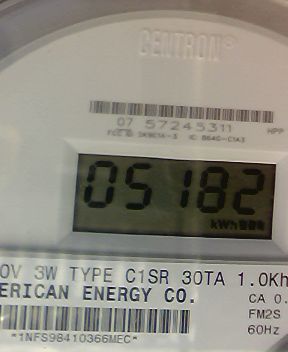 CENTRON®
07 57245311
HPP
05182
kWh
0V 3W TYPE C1SR 30TA 1.0Kh
ERICAN ENERGY CO.
CA 0.
FM2S
60Hz
*1NFS98410366MEC*